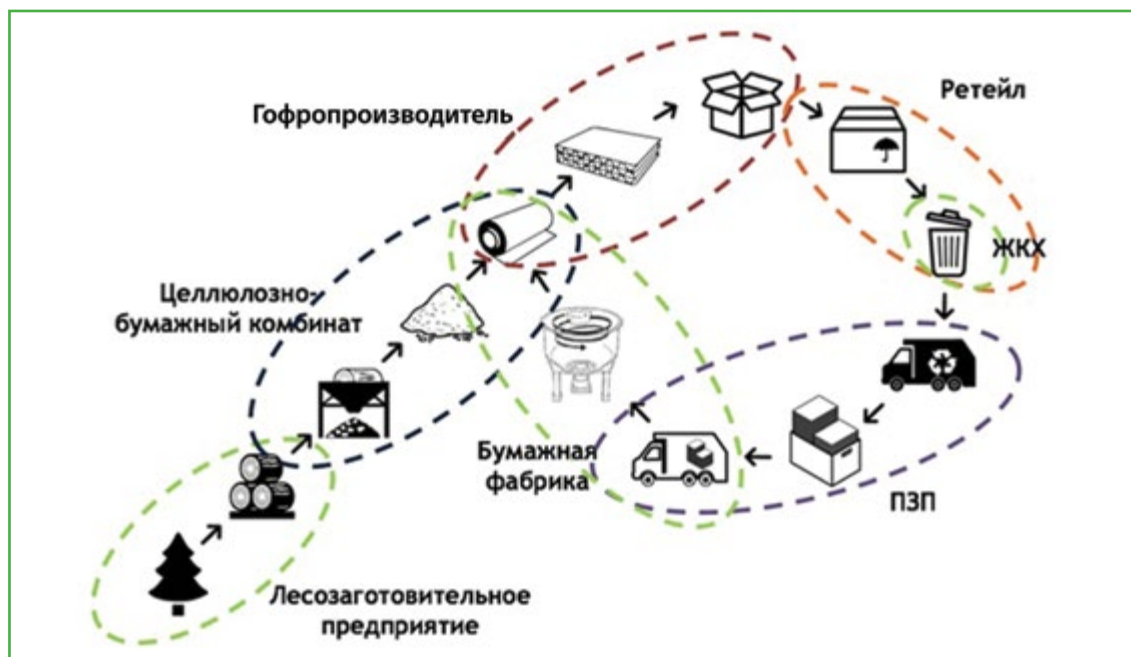 Гофропроизводитель
Ретейл
ЖКХ
Целлюлозно-
бумажный комбинат
Бумажная
фабрика
ПЗП
Лесозаготовительное
предприятие